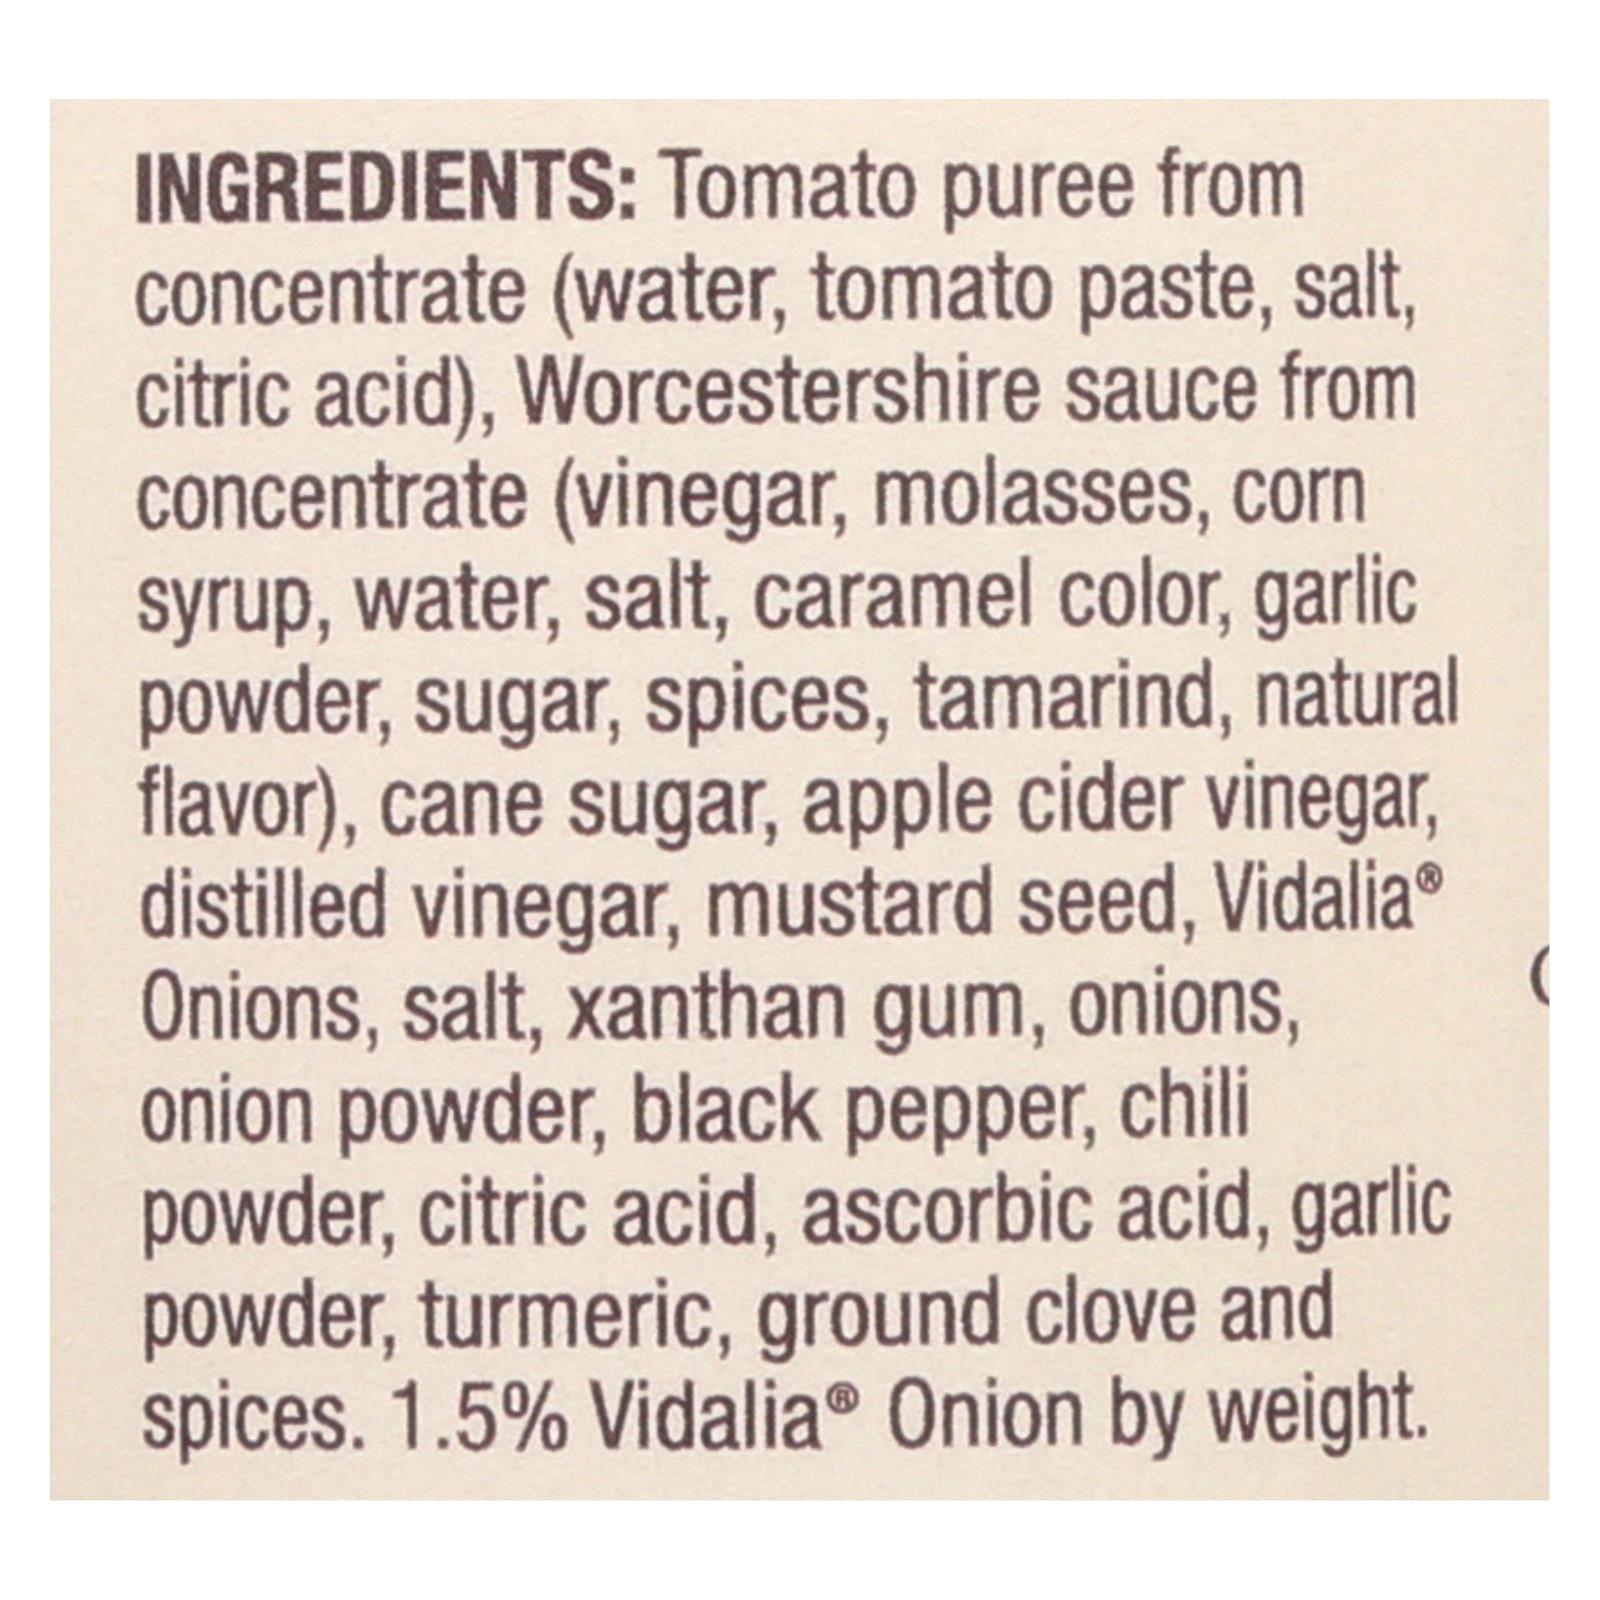 INGREDIENTS: Tomato puree from
concentrate (water, tomato paste, salt,
citric acid), Worcestershire sauce from
concentrate (vinegar, molasses, corn
syrup, water, salt, caramel color, garlic
powder, sugar, spices, tamarind, natural
flavor), cane sugar, apple cider vinegar,
distilled vinegar, mustard seed, Vidalia®
Onions, salt, xanthan gum, onions,
onion powder, black pepper, chili
powder, citric acid, ascorbic acid, garlic
powder, turmeric, ground clove and
spices. 1.5% Vidalia® Onion by weight.